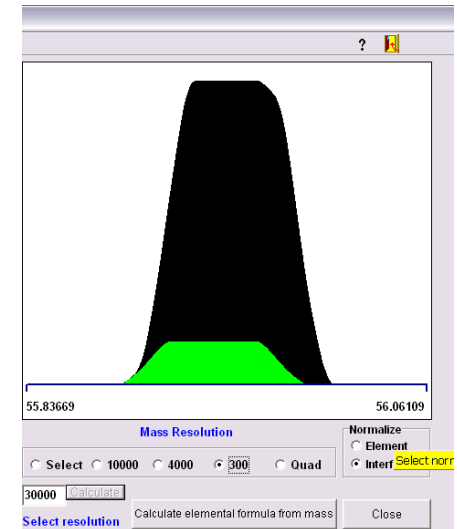 ?
55.83669 56.06109
Mass Resolution
Normalize
Element
Select 10000 4000 300 Quad
Interf Select norr
30000 Calculate
Select resolution
Calculate elemental formula from mass
Close